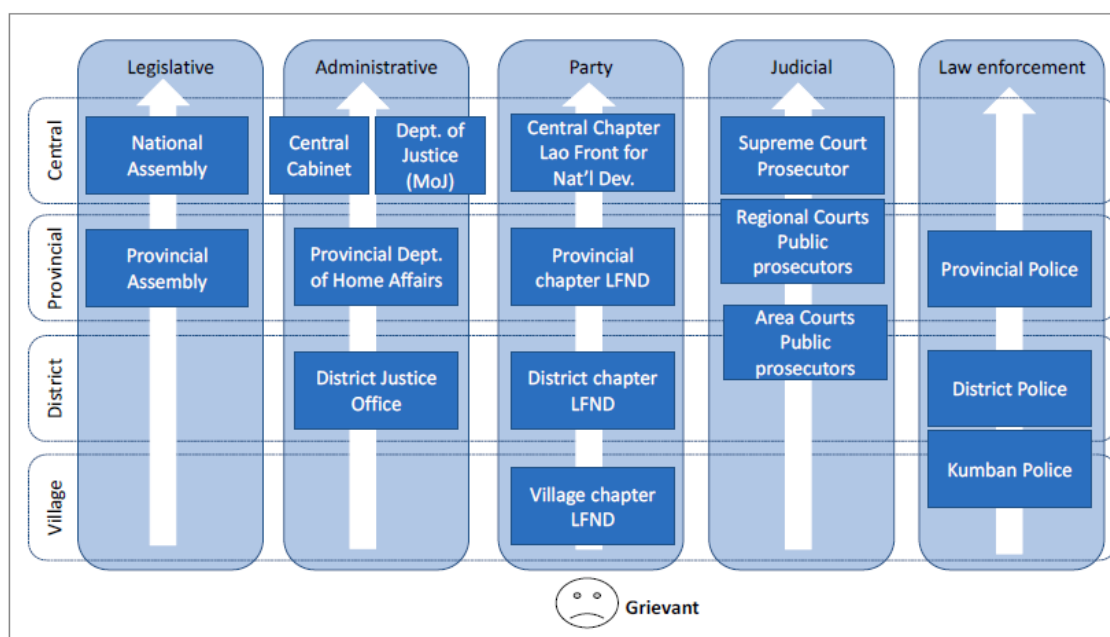 Legislative
Administrative
Party
Judicial
Law enforcement
Central
National
Assembly
Central
Cabinet
Dept. of
Justice
(MoJ)
Central Chapter
Lao Front for
Nat'l Dev.
Supreme Court
Prosecutor
Provincial
Provincial
Assembly
Provincial Dept.
of Home Affairs
Provincial
chapter LFND
Regional Courts
Public
prosecutors
Provincial Police
District
District Justice
Office
District chapter
LFND
Area Courts
Public
prosecutors
District Police
Village
Village chapter
LFND
Kumban Police
Grievant